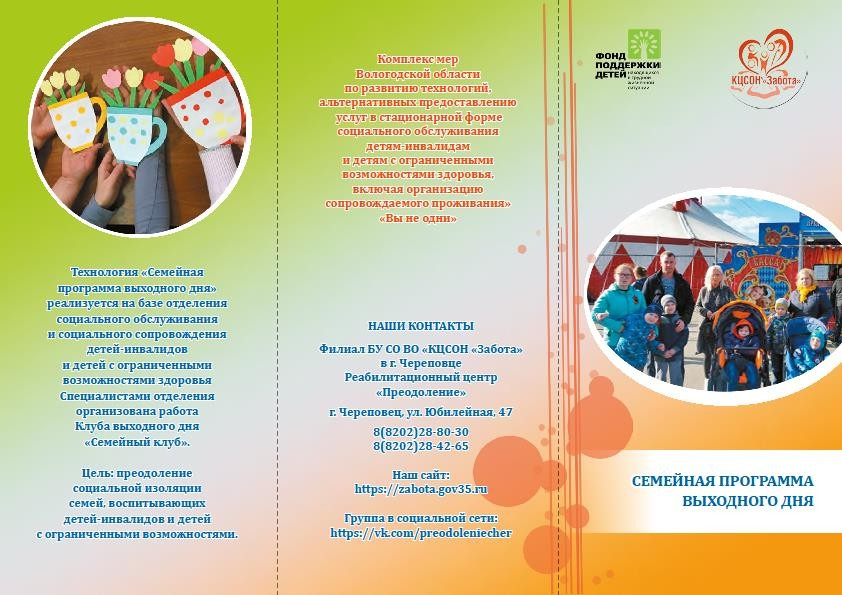 Технология «Семейная
программа выходного дня»
реализуется на базе отделения
социального обслуживания
и социального сопровождения
детей-инвалидов
и детей с ограниченными
возможностями здоровья
Специалистами отделения
организована работа
Клуба выходного дня
«Семейный клуб».
Цель: преодоление
социальной изоляции
семей, воспитывающих
детей-инвалидов и детей
с ограниченными возможностями.
Комплекс мер
Вологодской области
по развитию технологий,
альтернативных предоставлению
услуг в стационарной форме
социального обслуживания
детям-инвалидам
и детям с ограниченными
возможностями здоровья,
включая организацию
сопровождаемого проживания»
«Вы не одни»
НАШИ КОНТАКТЫ
Филиал БУ СО ВО «КЦСОН «Забота»
в г. Череповце
Реабилитационный центр
«Преодоление»
г. Череповец, ул. Юбилейная, 47
8(8202)28-80-30
8(8202)28-42-65
Наш сайт:
https://zabota.gov35.ru
Группа в социальной сети:
https://vk.com/preodoleniecher
ФОНД
ПОДДЕРЖКИ
ДЕТЕЙ
находящихся
в трудной
жизненной
ситуации
КЦСОН «Забота»
КАССА
СЕМЕЙНАЯ ПРОГРАММА
ВЫХОДНОГО ДНЯ